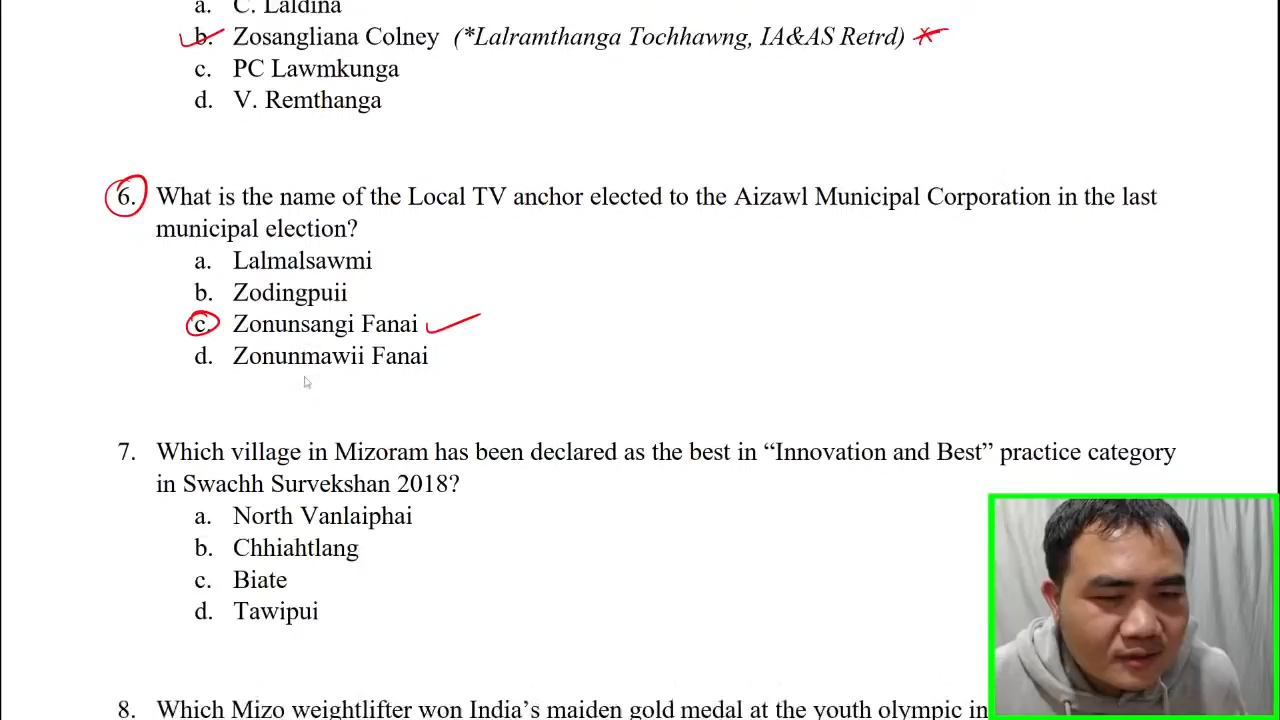 a. C. Laldina
b. Zosangliana Colney (*Lalramthanga Tochhawng, IA&AS Retrd)
c. PC Lawmkunga
d. V. Remthanga
6. What is the name of the Local TV anchor elected to the Aizawl Municipal Corporation in the last
municipal election?
a. Lalmalsawmi
b. Zodingpuii
c. Zonunsangi Fanai
d. Zonunmawii Fanai
7. Which village in Mizoram has been declared as the best in “Innovation and Best” practice category
in Swachh Survekshan 2018?
a. North Vanlaiphai
b. Chhiahtlang
c. Biate
d. Tawipui
8. Which Mizo weightlifter won India’s maiden gold medal at the youth olympic in